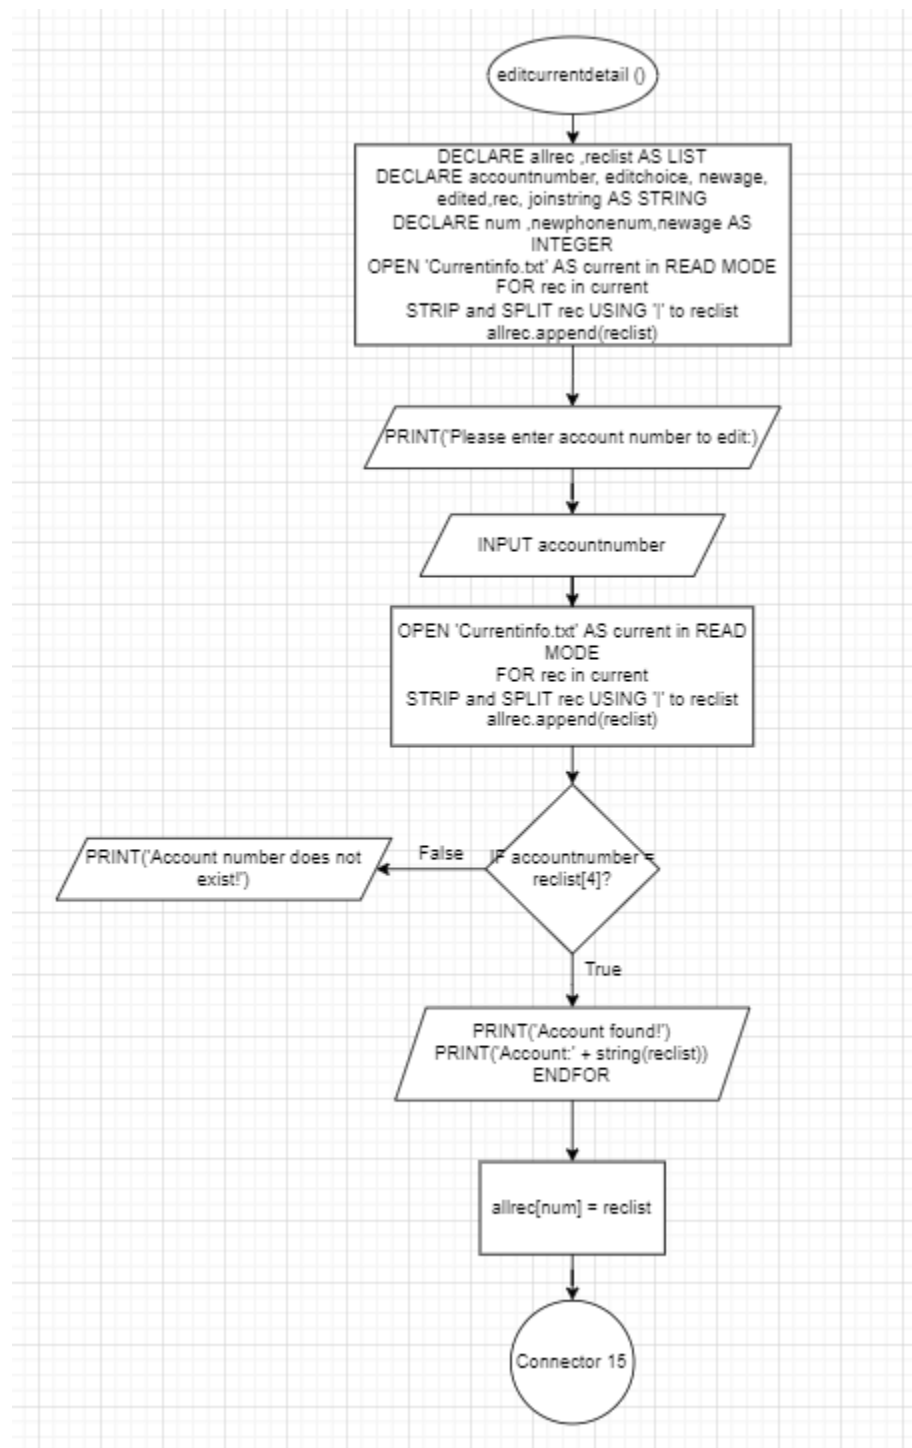 editcurrentdetail ()
DECLARE allrec ,reclist AS LIST
DECLARE accountnumber, editchoice, newage,
edited,rec, joinstring AS STRING
DECLARE num ,newphonenum,newage AS
INTEGER
OPEN 'Currentinfo.txt' AS current in READ MODE
FOR rec in current
STRIP and SPLIT rec USING '|' to reclist
allrec.append(reclist)
PRINT('Please enter account number to edit:)
INPUT accountnumber
OPEN 'Currentinfo.txt' AS current in READ
MODE
FOR rec in current
STRIP and SPLIT rec USING '|' to reclist
allrec.append(reclist)
IF accountnumber =
reclist[4]?
False
PRINT('Account number does not
exist!')
True
PRINT('Account found!')
PRINT('Account:' + string(reclist))
ENDFOR
allrec[num] = reclist
Connector 15